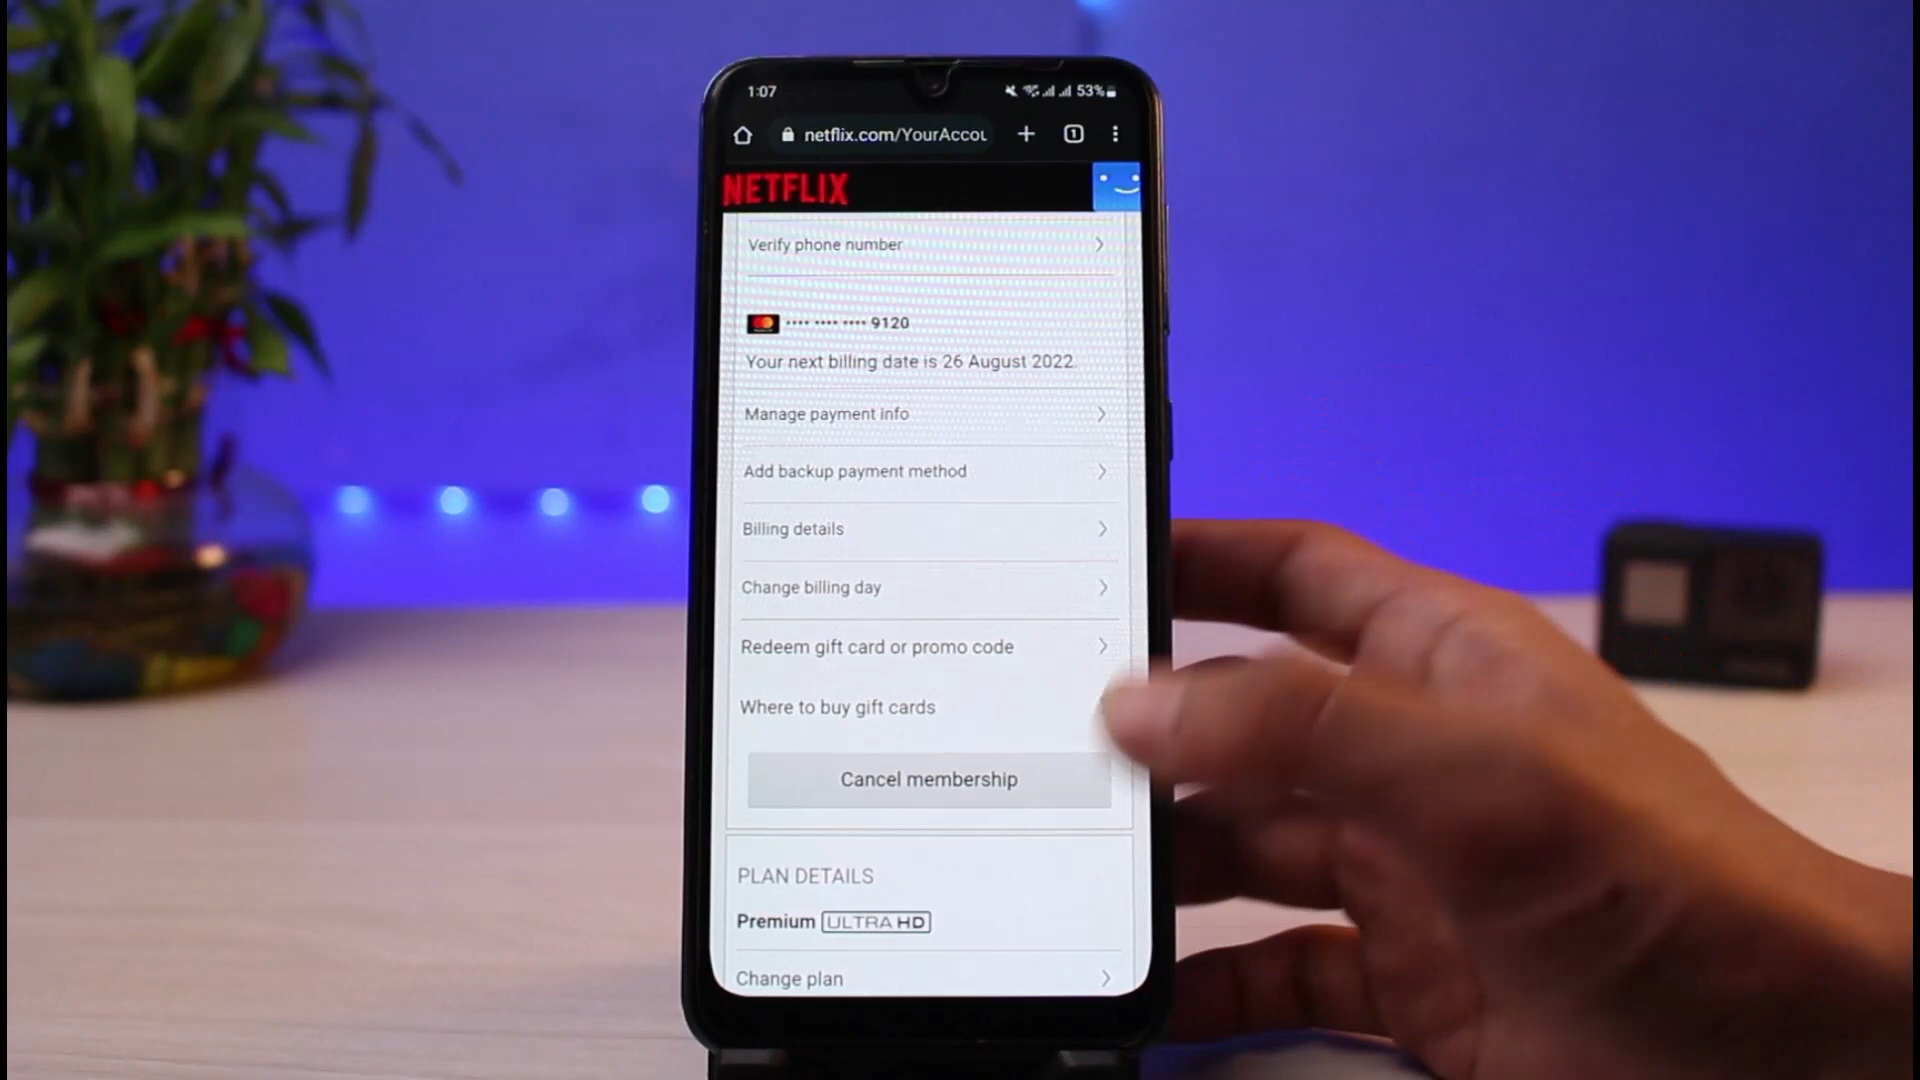 1:07
53%
netflix.com/YourAccou
1
NETFLIX
Verify phone number
•••• •••• •••• 9120
Your next billing date is 26 August 2022.
Manage payment info
Add backup payment method
Billing details
Change billing day
Redeem gift card or promo code
Where to buy gift cards
Cancel membership
PLAN DETAILS
Premium ULTRA HD
Change plan